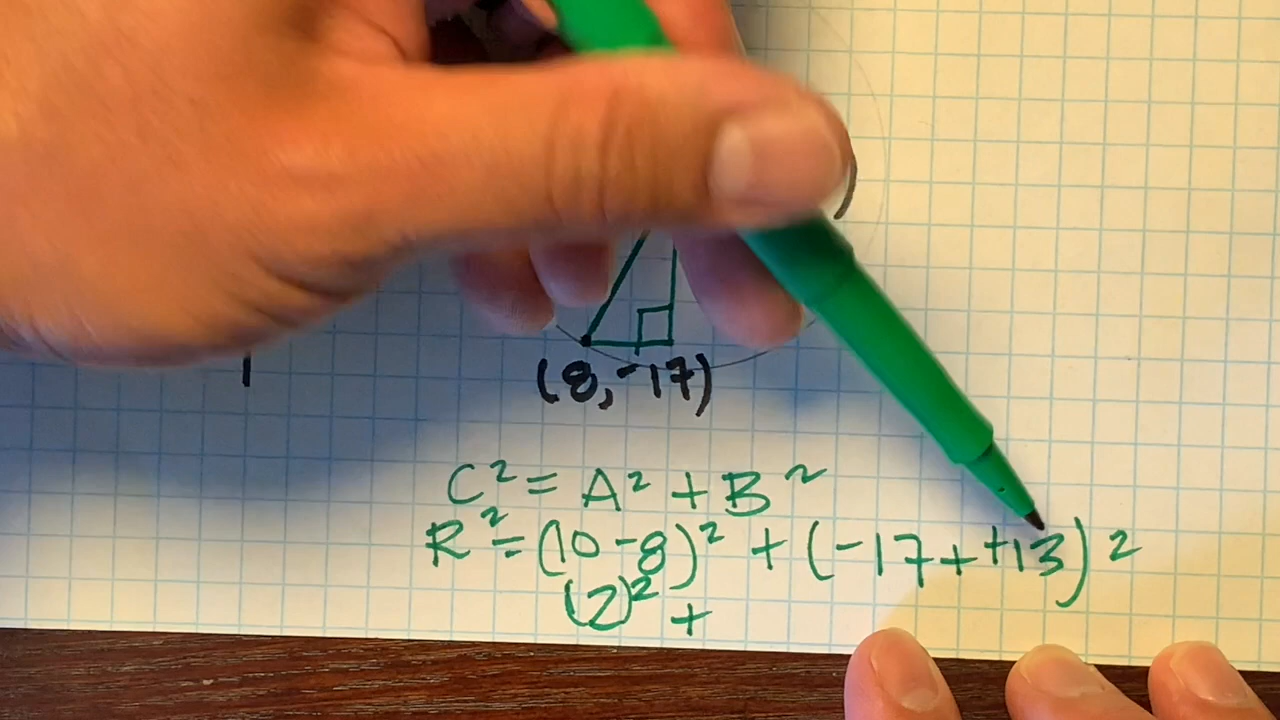 (8,-17)
C² = A² + B²
R² = (10-8)² + (-17++13)²
(2)² +